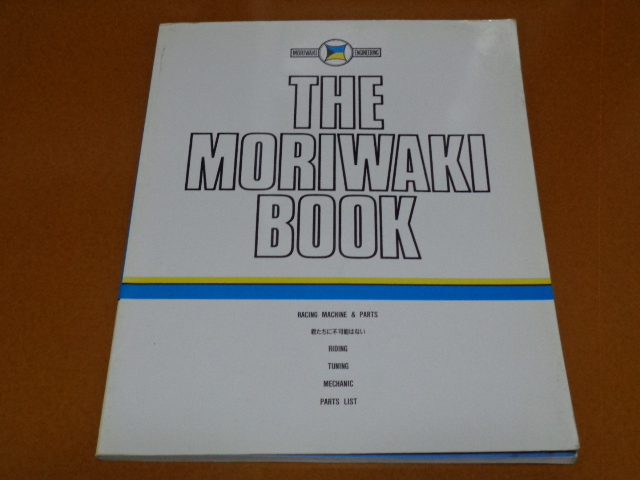 MORIWAKI ENGINEERING
THE
MORIWAKI
BOOK
RACING MACHINE & PARTS
君たちに不可能はない
RIDING
TUNING
MECHANIC
PARTS LIST